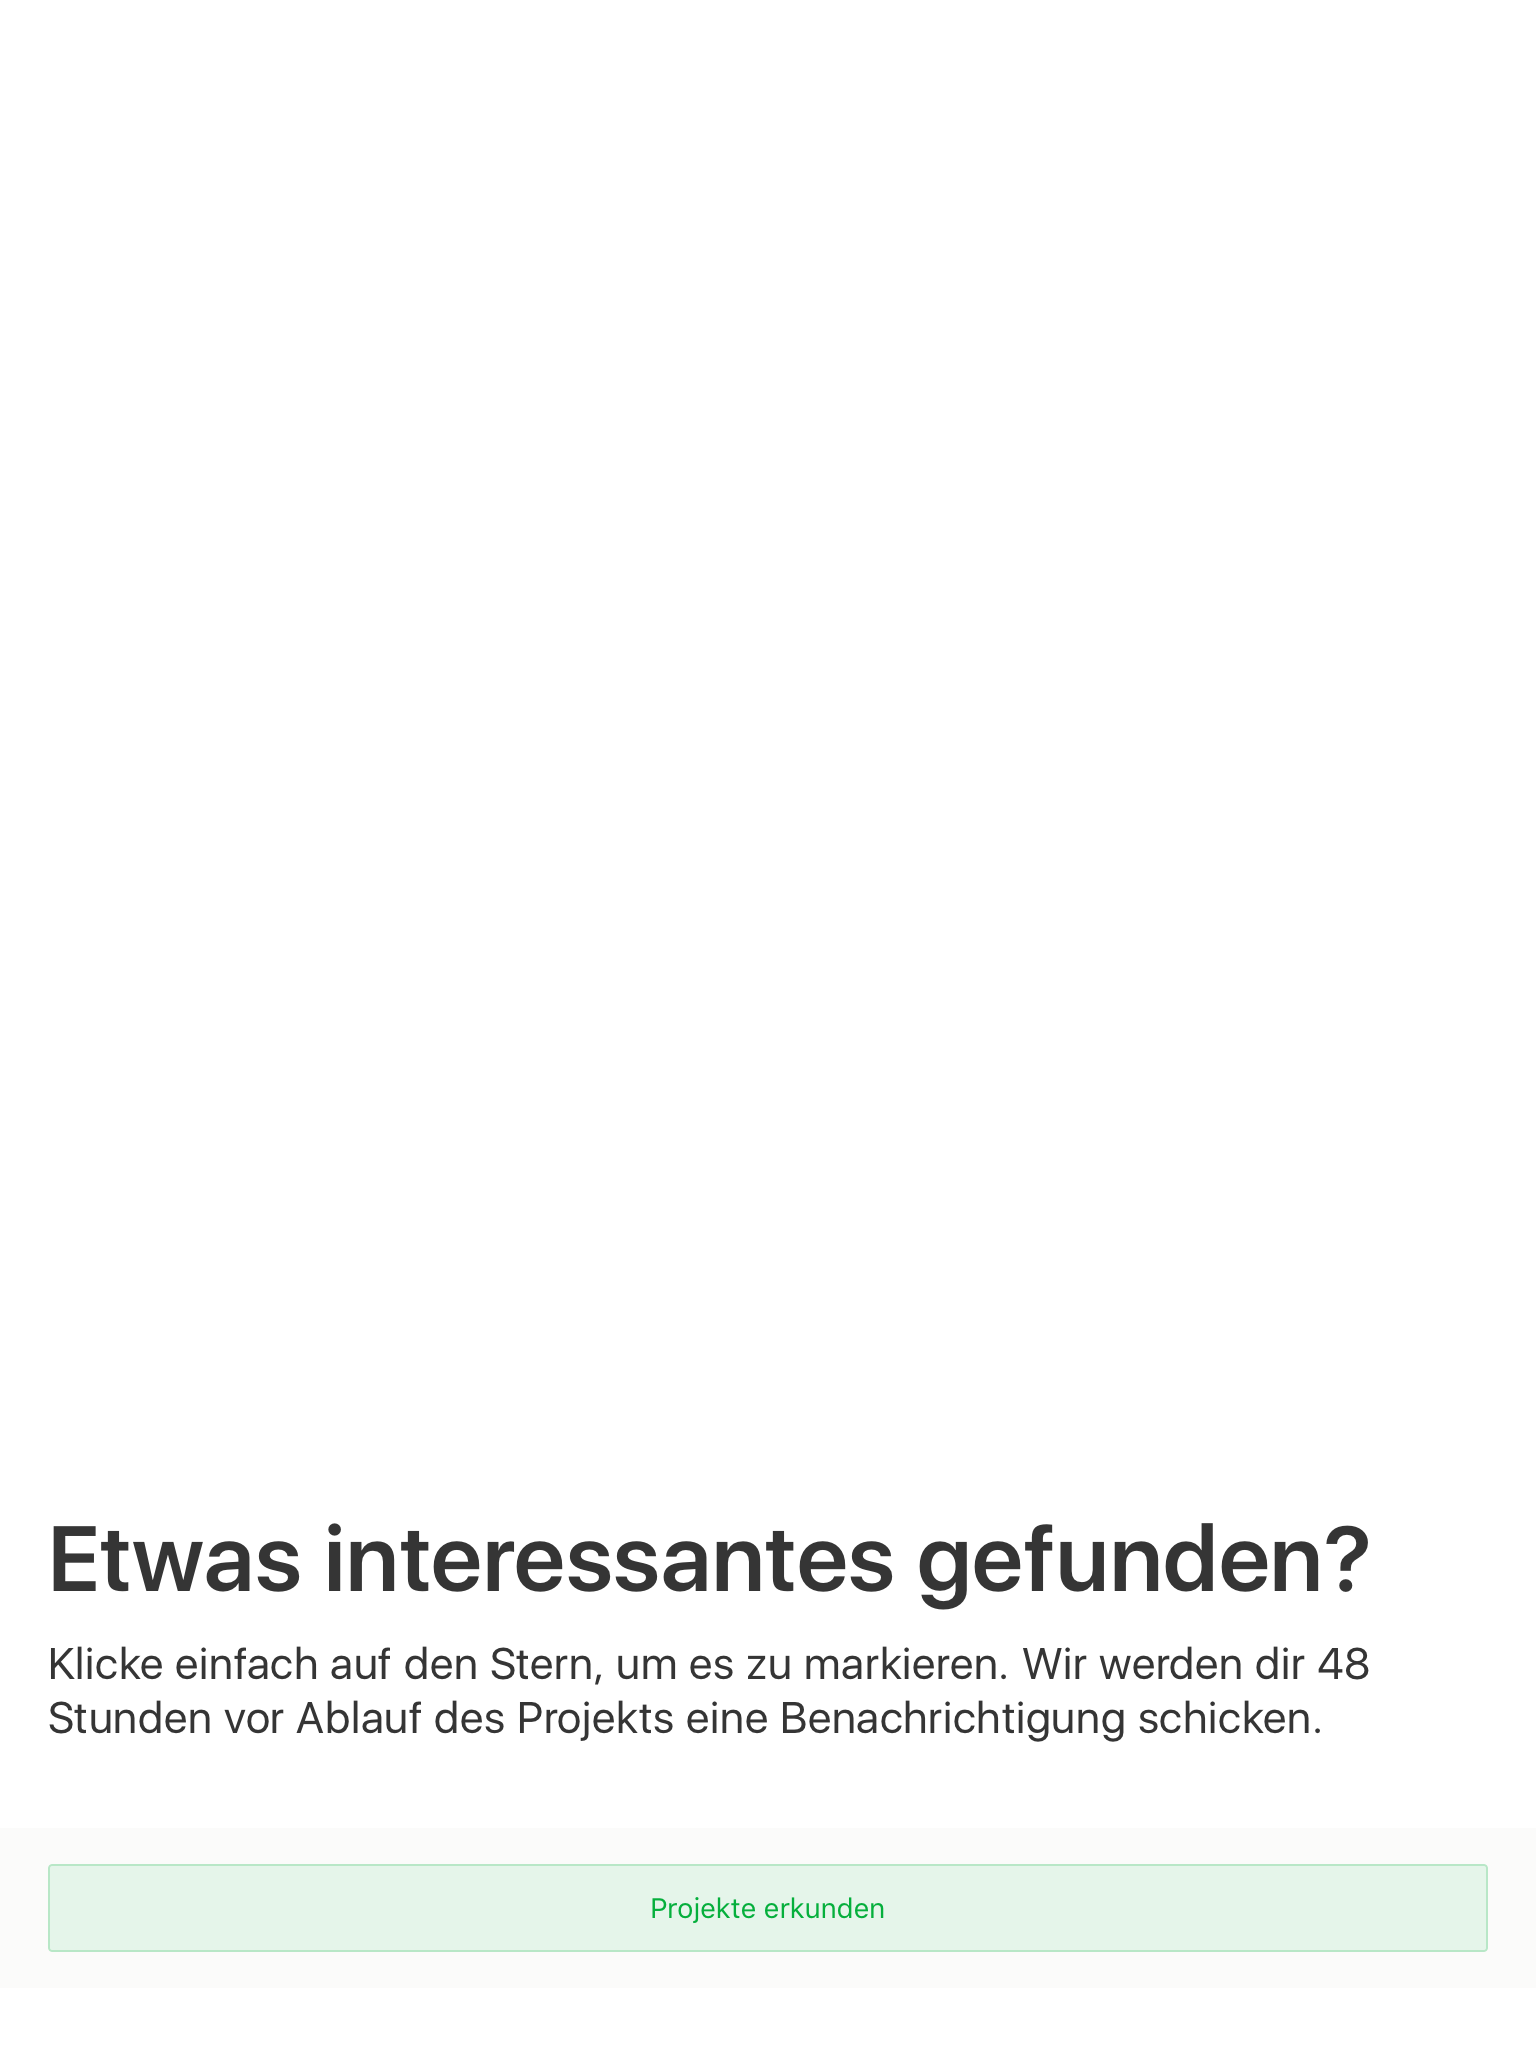 Etwas interessantes gefunden?
Klicke einfach auf den Stern, um es zu markieren. Wir werden dir 48
Stunden vor Ablauf des Projekts eine Benachrichtigung schicken.
Projekte erkunden